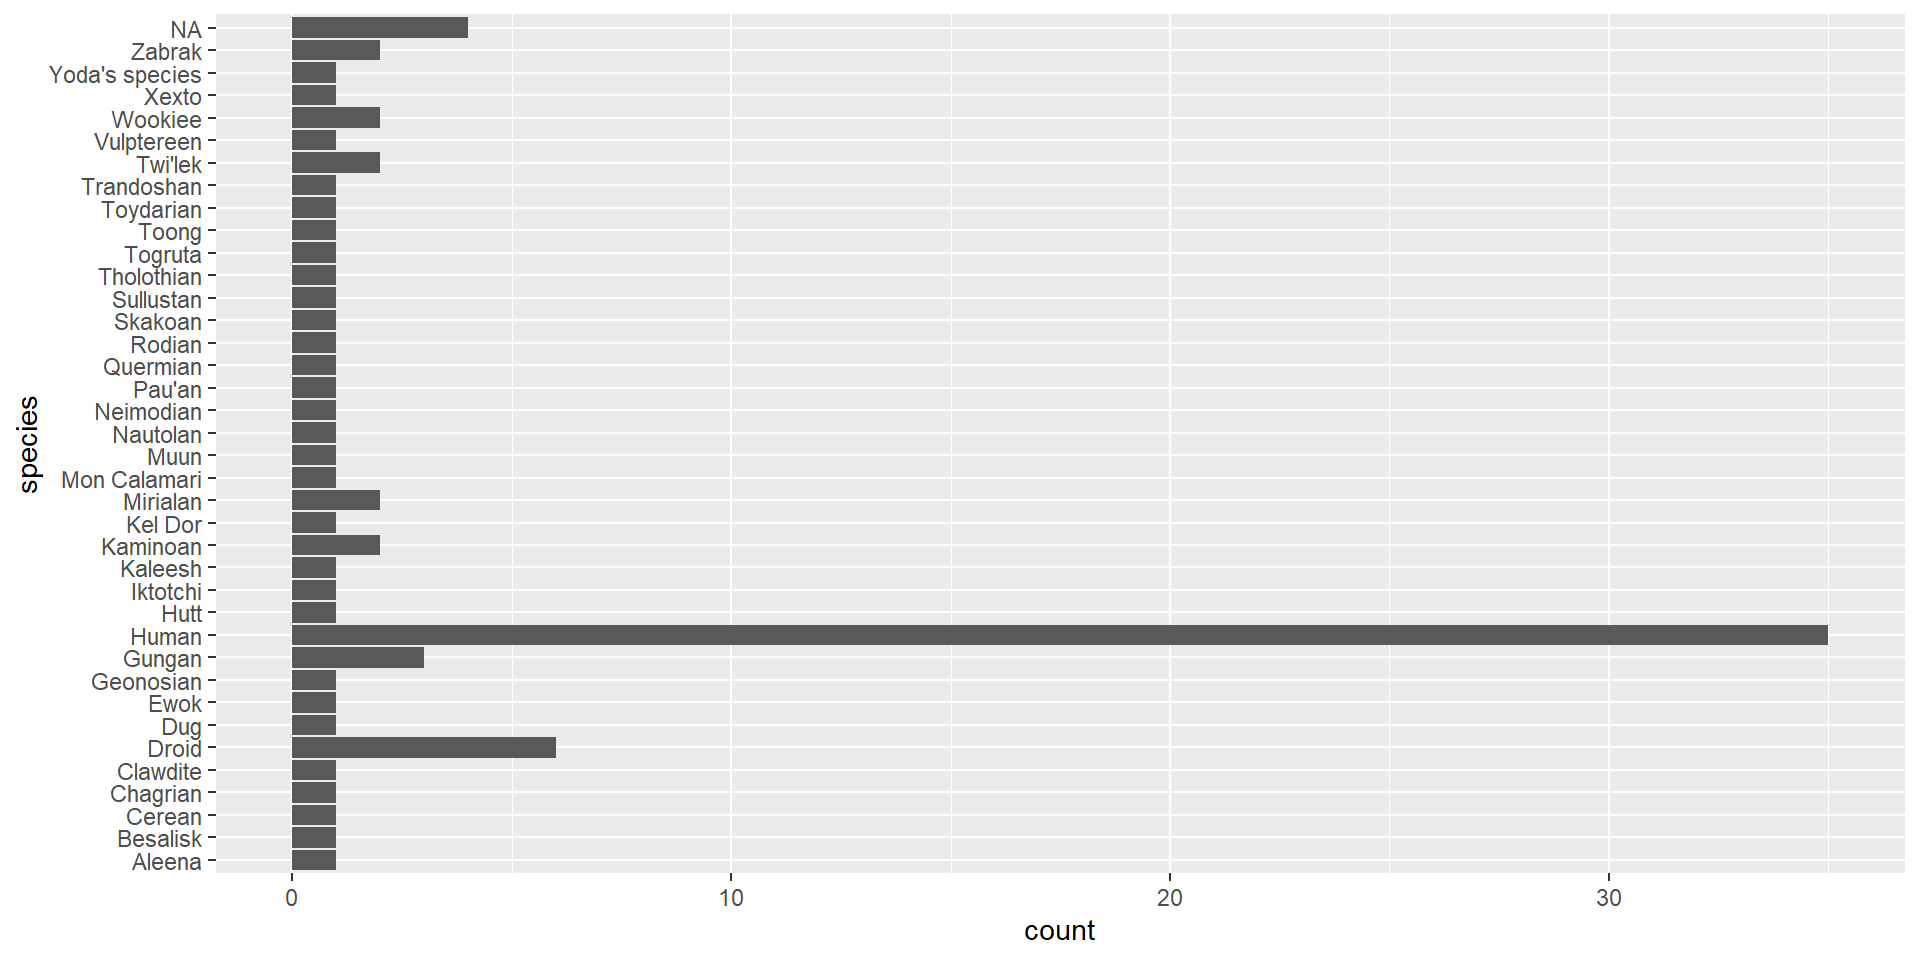 NA
Zabrak
Yoda's species
Xexto
Wookiee
Vulptereen
Twi'lek
Trandoshan
Toydarian
Toong
Togruta
Tholothian
Sullustan
Skakoan
Rodian
Quermian
Pau'an
Neimodian
Nautolan
Muun
Mon Calamari
Mirialan
Kel Dor
Kaminoan
Kaleesh
Iktotchi
Hutt
Human
Gungan
Geonosian
Ewok
Dug
Droid
Clawdite
Chagrian
Cerean
Besalisk
Aleena
species
0 10 20 30
count